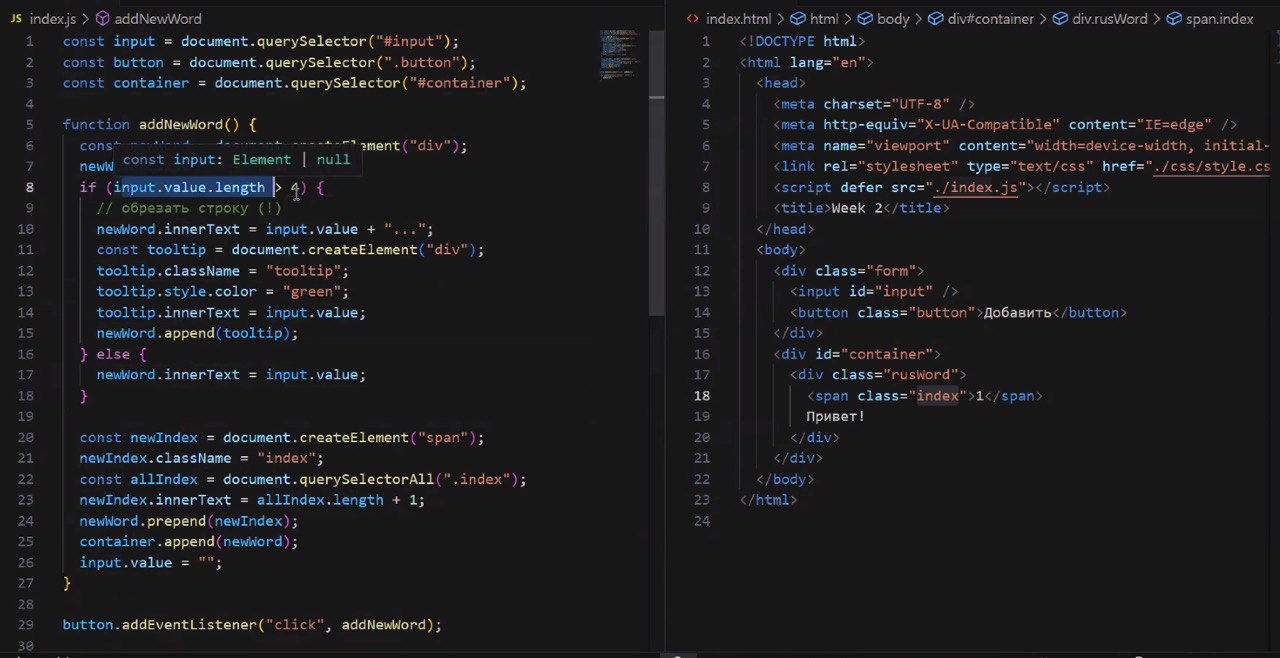 JS index.js > addNewWord
1 const input = document.querySelector("#input");
2 const button = document.querySelector(".button");
3 const container = document.querySelector("#container");
4
5 function addNewWord() {
6 const newWord = document.createElement("div");
const input: Element | null
7 newW
8 if (input.value.length > 4) {
9 // обрезать строку (!)
10 newWord.innerText = input.value + "...";
11 const tooltip = document.createElement("div");
12 tooltip.className = "tooltip";
13 tooltip.style.color = "green";
14 tooltip.innerText = input.value;
15 newWord.append(tooltip);
16 } else {
17 newWord.innerText = input.value;
18 }
19
20 const newIndex = document.createElement("span");
21 newIndex.className = "index";
22 const allIndex = document.querySelectorAll(".index");
23 newIndex.innerText = allIndex.length + 1;
24 newWord.prepend(newIndex);
25 container.append(newWord);
26 input.value = "";
27 }
28
29 button.addEventListener("click", addNewWord);
30
<> index.html > html > body > div#container > div.rusWord > span.index
1 <!DOCTYPE html>
2 <html lang="en">
3 <head>
4 <meta charset="UTF-8" />
5 <meta http-equiv="X-UA-Compatible" content="IE=edge" />
6 <meta name="viewport" content="width=device-width, initial-
7 <link rel="stylesheet" type="text/css" href="./css/style.cs
8 <script defer src="./index.js"></script>
9 <title>Week 2</title>
10 </head>
11 <body>
12 <div class="form">
13 <input id="input" />
14 <button class="button">Добавить</button>
15 </div>
16 <div id="container">
17 <div class="rusWord">
18 <span class="index">1</span>
19 Привет!
20 </div>
21 </div>
22 </body>
23 </html>
24